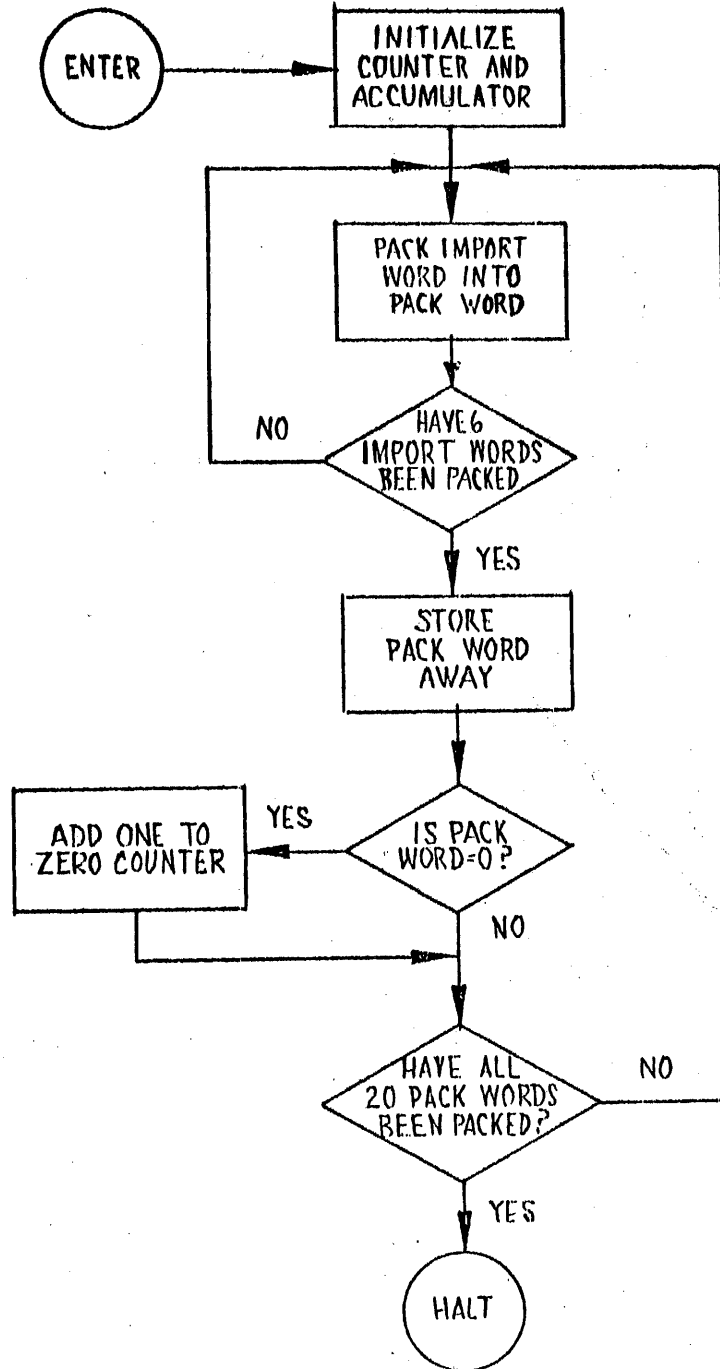 ENTER
INITIALIZE
COUNTER AND
ACCUMULATOR
PACK IMPORT
WORD INTO
PACK WORD
HAVE 6
IMPORT WORDS
BEEN PACKED
NO
YES
STORE
PACK WORD
AWAY
IS PACK
WORD=0?
YES
ADD ONE TO
ZERO COUNTER
NO
HAVE ALL
20 PACK WORDS
BEEN PACKED?
NO
YES
HALT